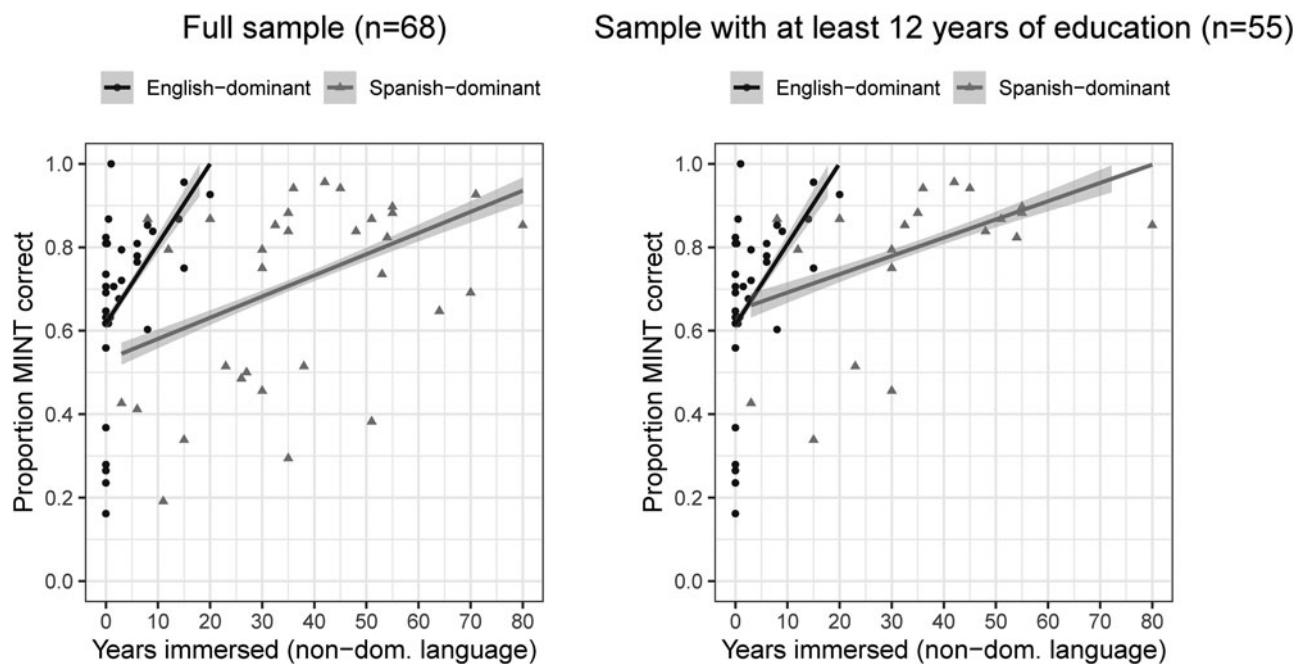 Full sample (n=68)
English-dominant Spanish-dominant
Proportion MINT correct
1.0
0.8
0.6
0.4
0.2
0.0
0 10 20 30 40 50 60 70 80
Years immersed (non-dom. language)
Sample with at least 12 years of education (n=55)
English-dominant Spanish-dominant
Proportion MINT correct
1.0
0.8
0.6
0.4
0.2
0.0
0 10 20 30 40 50 60 70 80
Years immersed (non-dom. language)